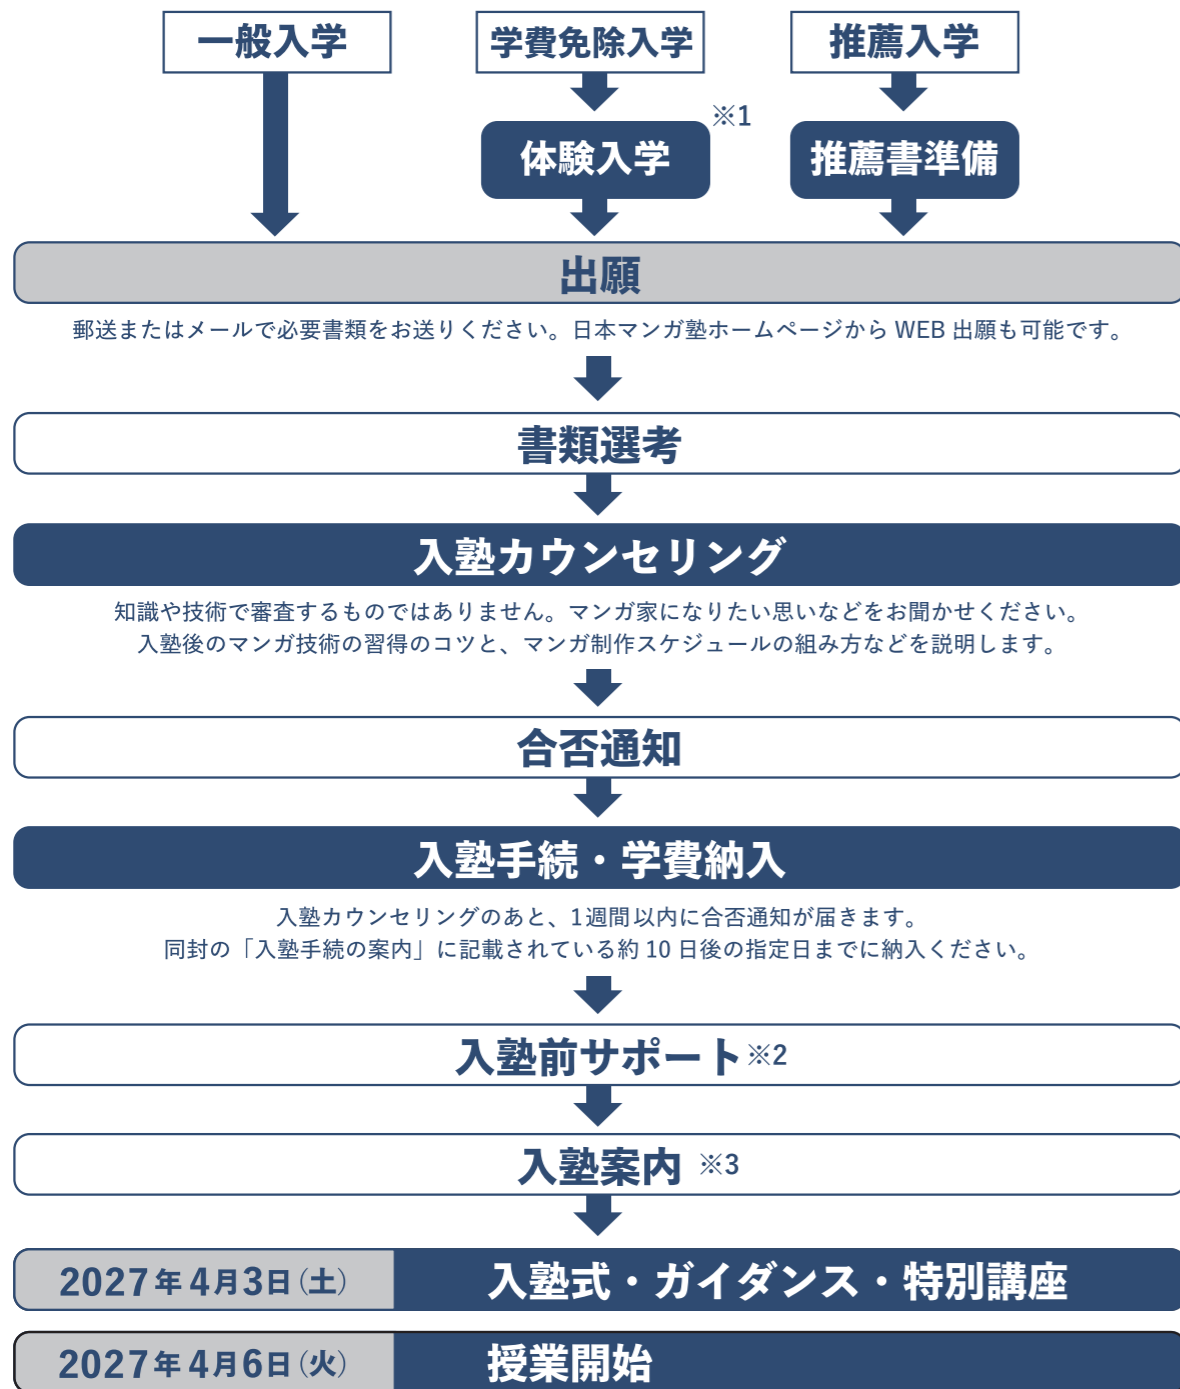 一般入学
学費免除入学
推薦入学
※1
体験入学
推薦書準備
出願
郵送またはメールで必要書類をお送りください。日本マンガ塾ホームページから WEB 出願も可能です。
書類選考
入塾カウンセリング
知識や技術で審査するものではありません。マンガ家になりたい思いなどをお聞かせください。
入塾後のマンガ技術の習得のコツと、マンガ制作スケジュールの組み方などを説明します。
合否通知
入塾手続・学費納入
入塾カウンセリングのあと、1週間以内に合否通知が届きます。
同封の「入塾手続の案内」に記載されている約 10 日後の指定日までに納入ください。
入塾前サポート※2
入塾案内 ※3
2027年4月3日(土) 入塾式・ガイダンス・特別講座
2027年4月6日(火) 授業開始